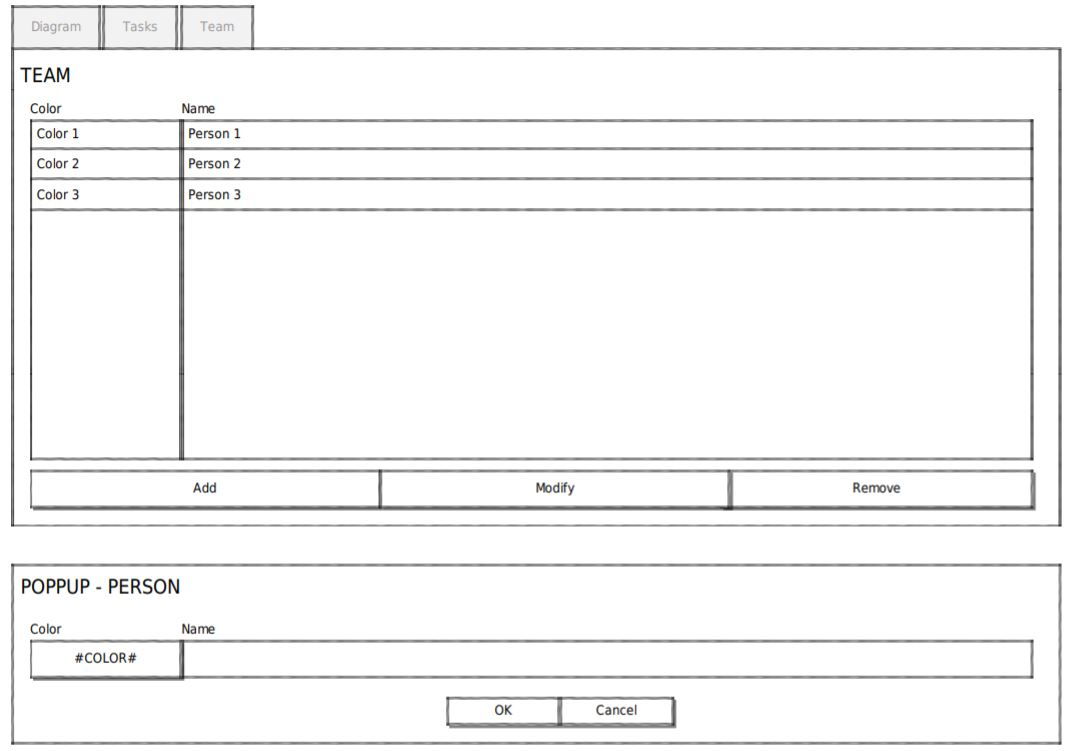 Diagram Tasks Team
TEAM
Color Name
Color 1 Person 1
Color 2 Person 2
Color 3 Person 3
Add Modify Remove
POPPUP - PERSON
Color Name
#COLOR#
OK Cancel